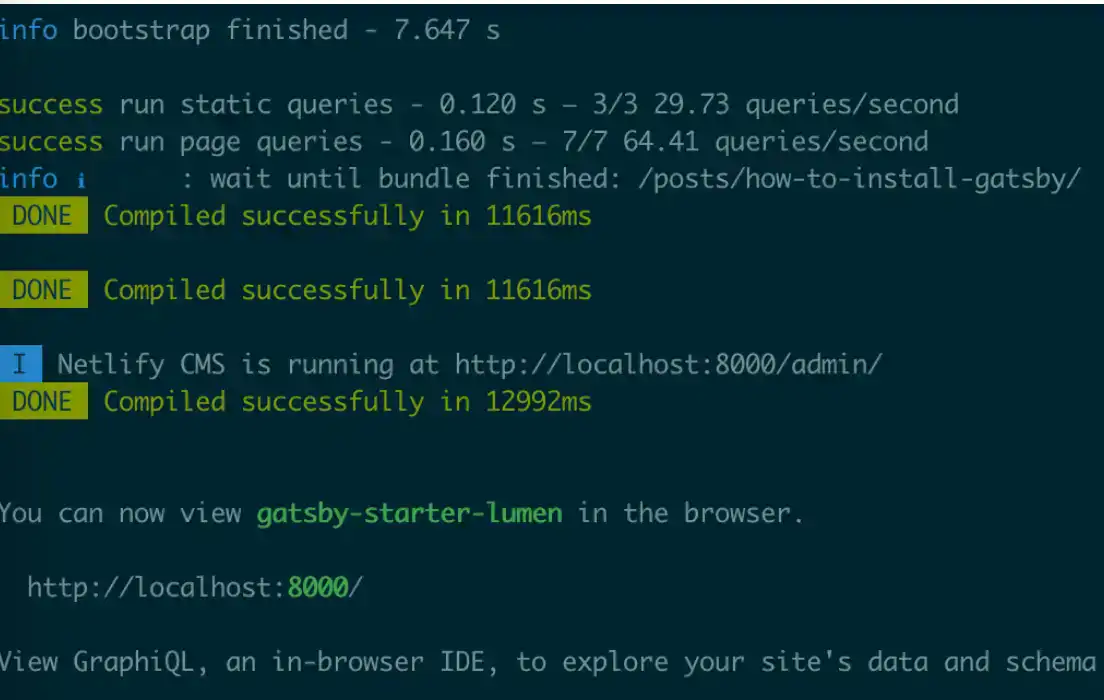 info bootstrap finished - 7.647 s
success run static queries - 0.120 s — 3/3 29.73 queries/second
success run page queries - 0.160 s — 7/7 64.41 queries/second
info ℹ : wait until bundle finished: /posts/how-to-install-gatsby/
DONE Compiled successfully in 11616ms
DONE Compiled successfully in 11616ms
I Netlify CMS is running at http://localhost:8000/admin/
DONE Compiled successfully in 12992ms
You can now view gatsby-starter-lumen in the browser.
http://localhost:8000/
View GraphiQL, an in-browser IDE, to explore your site's data and schema